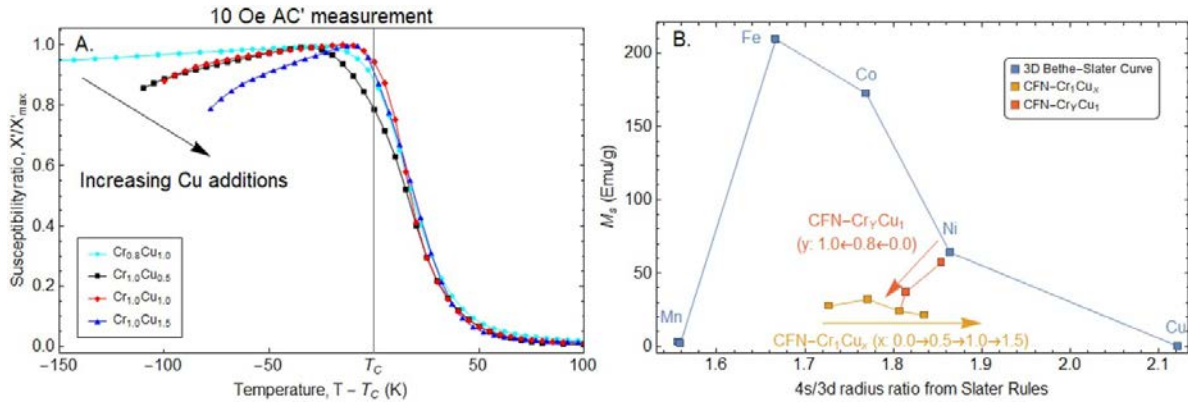 10 Oe AC' measurement
A.
Susceptibility ratio, X'/X'max
1.0
0.8
0.6
0.4
0.2
0.0
Increasing Cu additions
Cr0.8Cu1.0
Cr1.0Cu0.5
Cr1.0Cu1.0
Cr1.0Cu1.5
−150
−100
−50
TC
50
100
Temperature, T − TC (K)
B.
Ms (Emu/g)
200
150
100
50
0
Fe
Co
Ni
Mn
Cu
3D Bethe−Slater Curve
CFN−Cr1Cux
CFN−CrYCu1
CFN−CrYCu1
(y: 1.0←0.8←0.0)
CFN−Cr1Cux (x: 0.0→0.5→1.0→1.5)
1.6
1.7
1.8
1.9
2.0
2.1
4s/3d radius ratio from Slater Rules